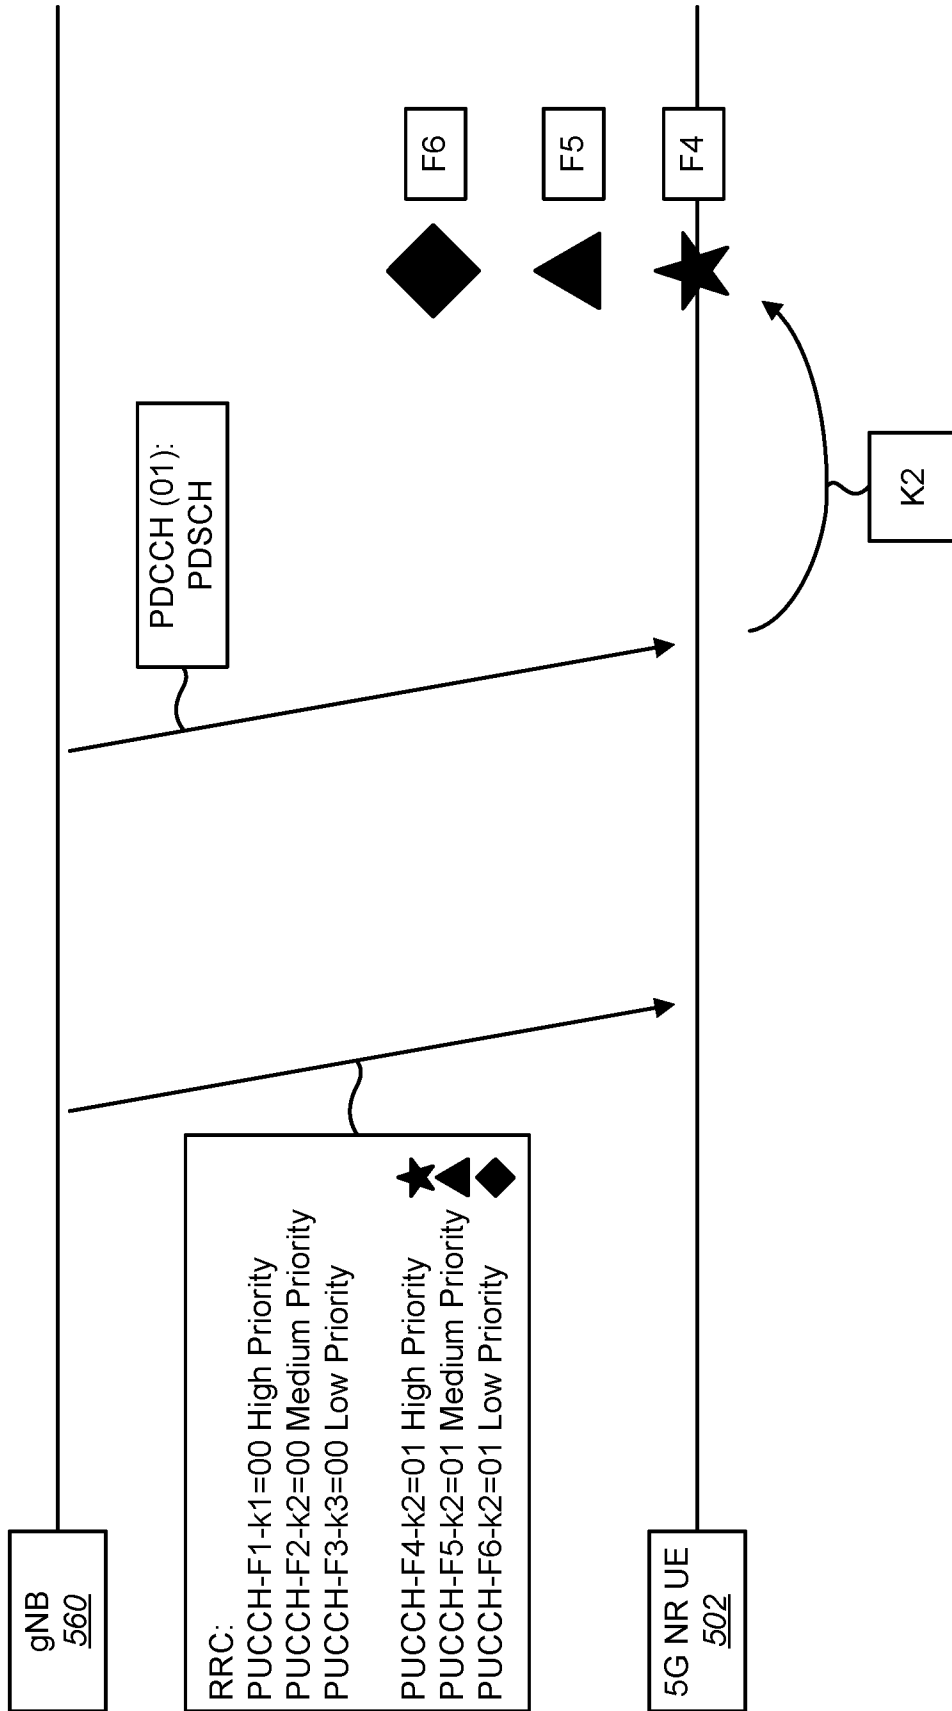 gNB
560
PDCCH (01):
PDSCH
RRC:
PUCCH-F1-k1=00 High Priority
PUCCH-F2-k2=00 Medium Priority
PUCCH-F3-k3=00 Low Priority
PUCCH-F4-k2=01 High Priority
PUCCH-F5-k2=01 Medium Priority
PUCCH-F6-k2=01 Low Priority
F6
F5
F4
5G NR UE
502
K2